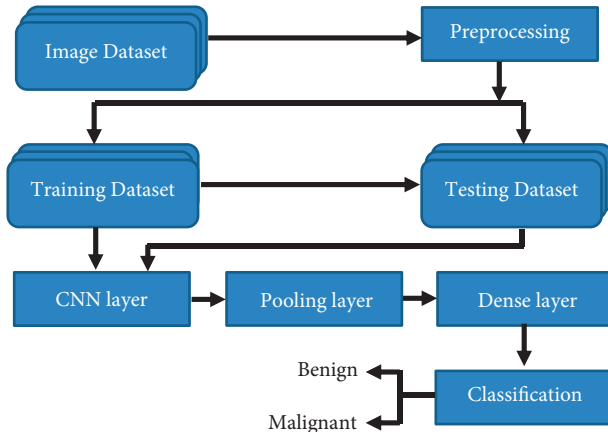 Image Dataset
Preprocessing
Training Dataset
Testing Dataset
CNN layer
Pooling layer
Dense layer
Benign
Classification
Malignant